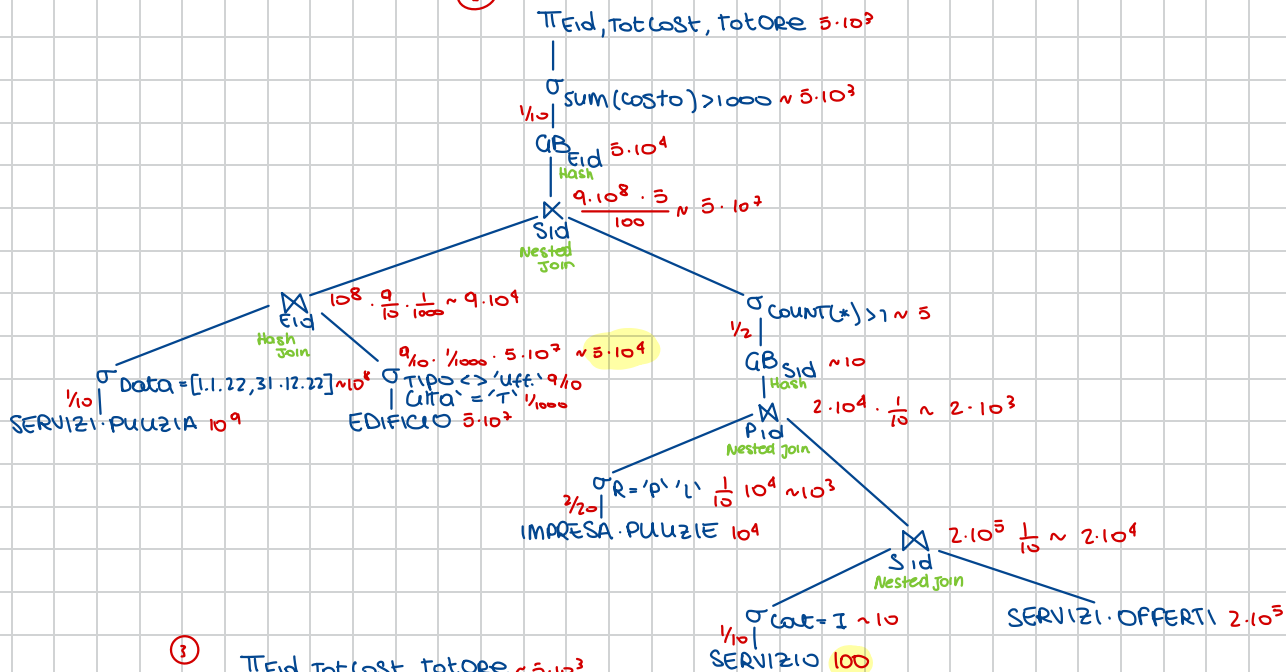 ②
π Eid, TotCost, TotOre 5·10³
σ sum(costo) >1000 ~ 5·10³
1/10
GB Eid 5·10⁴
Hash
⋈ 9·10⁸ · 5 / 100 ~ 5·10⁷
Sid
Nested
Join
⋈ 10⁸ · 9/10 · 1/1000 ~ 9·10⁴
Eid
Hash
Join
σ COUNT(*) >1 ~ 5
1/2
GB Sid ~10
Hash
9/10 · 1/1000 · 5·10⁷ ~ 5·10⁴
σ Data = [1.1.22, 31.12.22] ~10⁸
1/10
SERVIZI·PULIZIA 10⁹
σ TIPO <> 'Uff.' 9/10
Citta' = 'T' 1/1000
EDIFICIO 5·10⁷
⋈ 2·10⁴ · 1/10 ~ 2·10³
Pid
Nested Join
σ R = 'P' 'L' 1/10 10⁴ ~10³
2/20
IMPRESA·PULIZIE 10⁴
⋈ 2·10⁵ 1/10 ~ 2·10⁴
Sid
Nested Join
σ Cat = I ~10
1/10
SERVIZIO 100
SERVIZI·OFFERTI 2·10⁵
③
π Eid, TotCost, TotOre ~5·10³